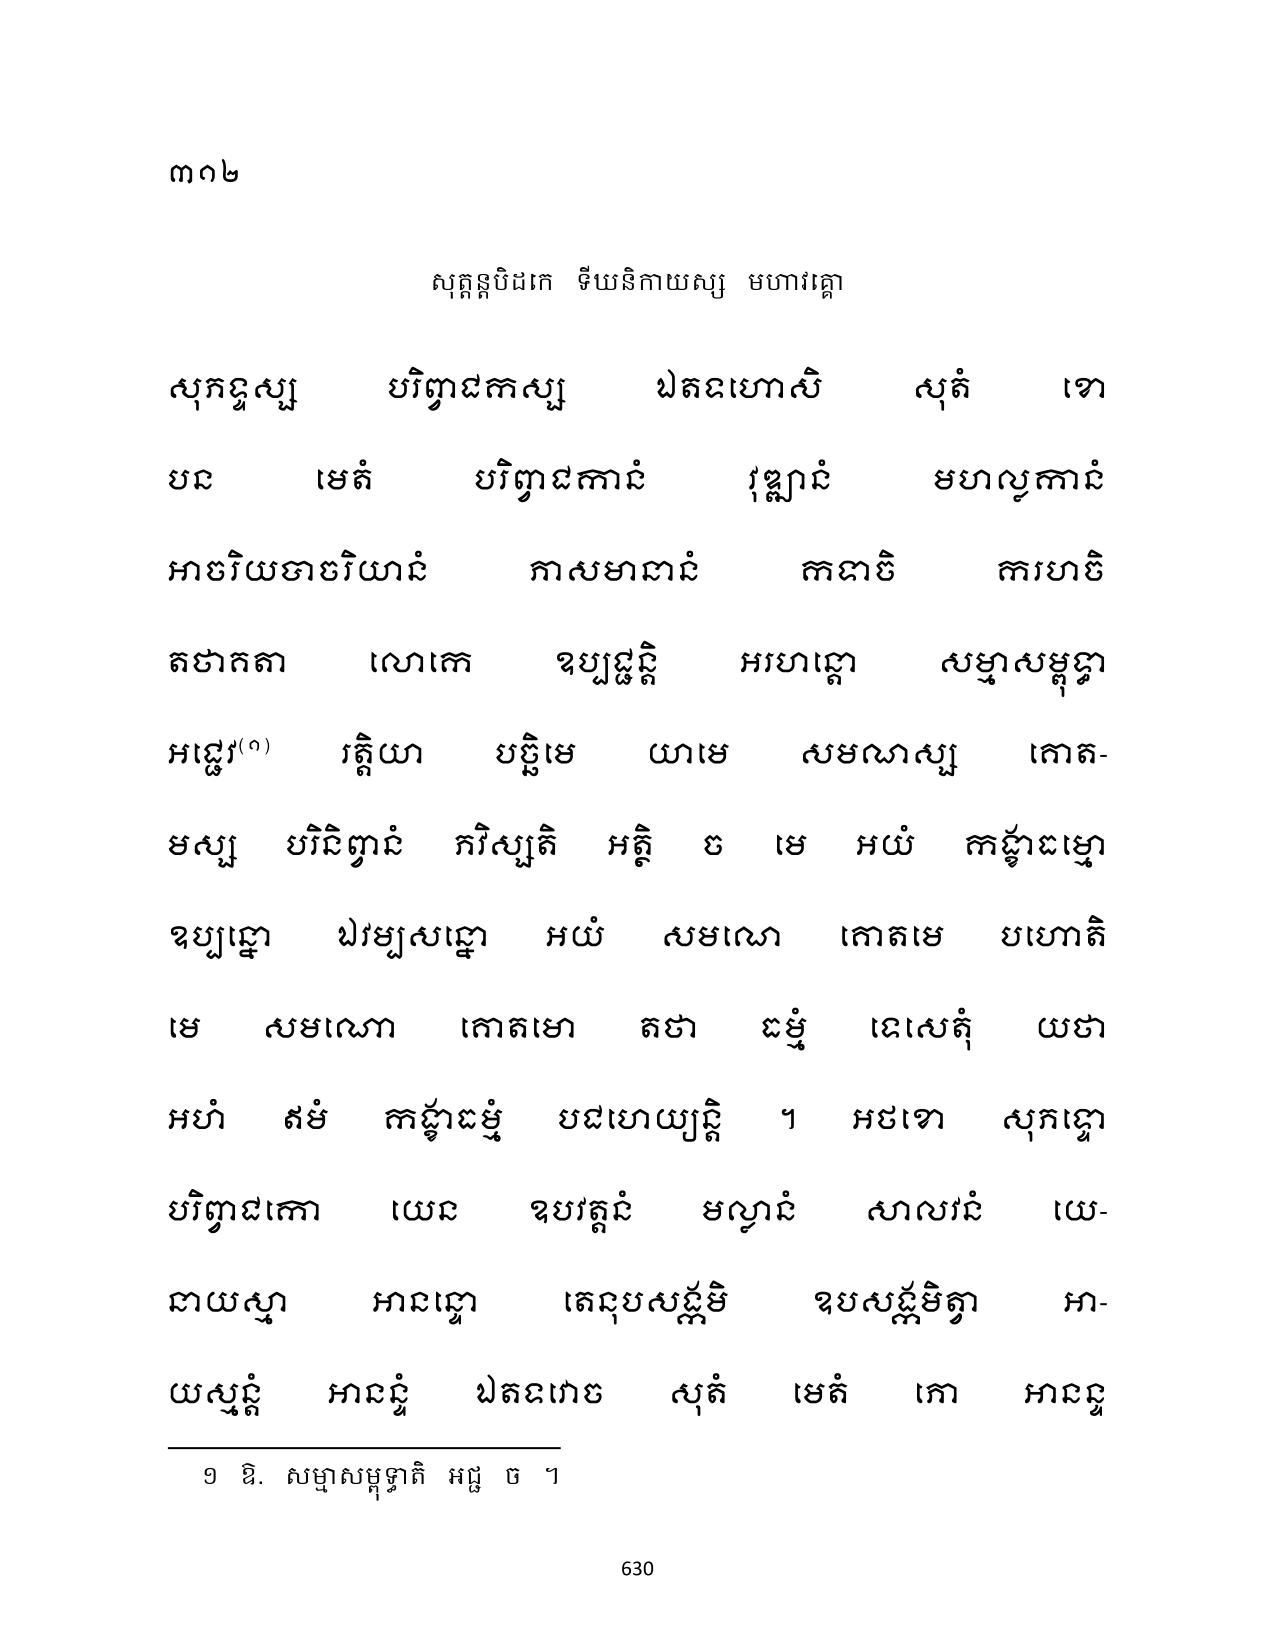 ៣១២
សុត្តន្តបិដកេ ទីឃនិកាយស្ស មហាវគ្គោ
សុភទ្ទស្ស បរិព្វាជកស្ស ឯតទហោសិ សុតំ ខោ
បន មេតំ បរិព្វាជកានំ វុឌ្ឍានំ មហល្លកានំ
អាចរិយបាចរិយានំ ភាសមានានំ កទាចិ ករហចិ
តថាគតា លោកេ ឧប្បជ្ជន្តិ អរហន្តោ សម្មាសម្ពុទ្ធា
អជ្ជេវ(១) រត្តិយា បច្ឆិមេ យាមេ សមណស្ស គោត-
មស្ស បរិនិព្វានំ ភវិស្សតិ អត្ថិ ច មេ អយំ កង្ខាធម្មោ
ឧប្បន្នោ ឯវម្បសន្នោ អយំ សមណេ គោតមេ បហោតិ
មេ សមណោ គោតមោ តថា ធម្មំ ទេសេតុំ យថា
អហំ ឥមំ កង្ខាធម្មំ បជហេយ្យន្តិ ។ អថខោ សុភទ្ទោ
បរិព្វាជកោ យេន ឧបវត្តនំ មល្លានំ សាលវនំ យេ-
នាយស្មា អានន្ទោ តេនុបសង្កមិ ឧបសង្កមិត្វា អា-
យស្មន្តំ អានន្ទំ ឯតទវោច សុតំ មេតំ ភោ អានន្ទ
១ ឱ. សម្មាសម្ពុទ្ធាតិ អជ្ជ ច ។
630